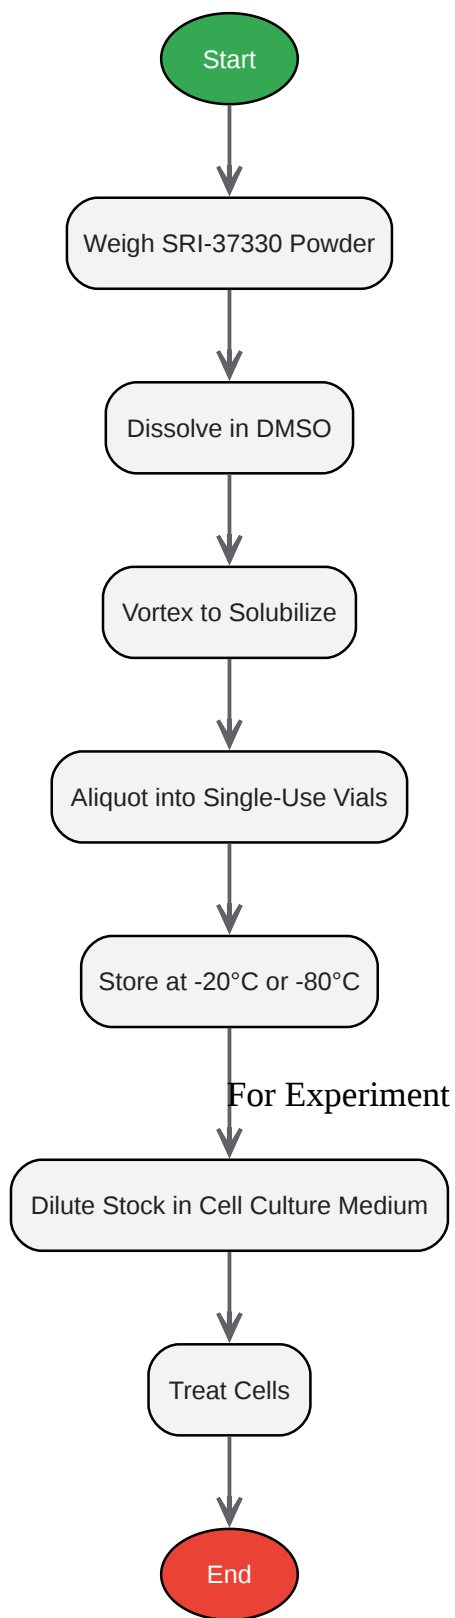 Start
Weigh SRI-37330 Powder
Dissolve in DMSO
Vortex to Solubilize
Aliquot into Single-Use Vials
Store at -20°C or -80°C
For Experiment
Dilute Stock in Cell Culture Medium
Treat Cells
End